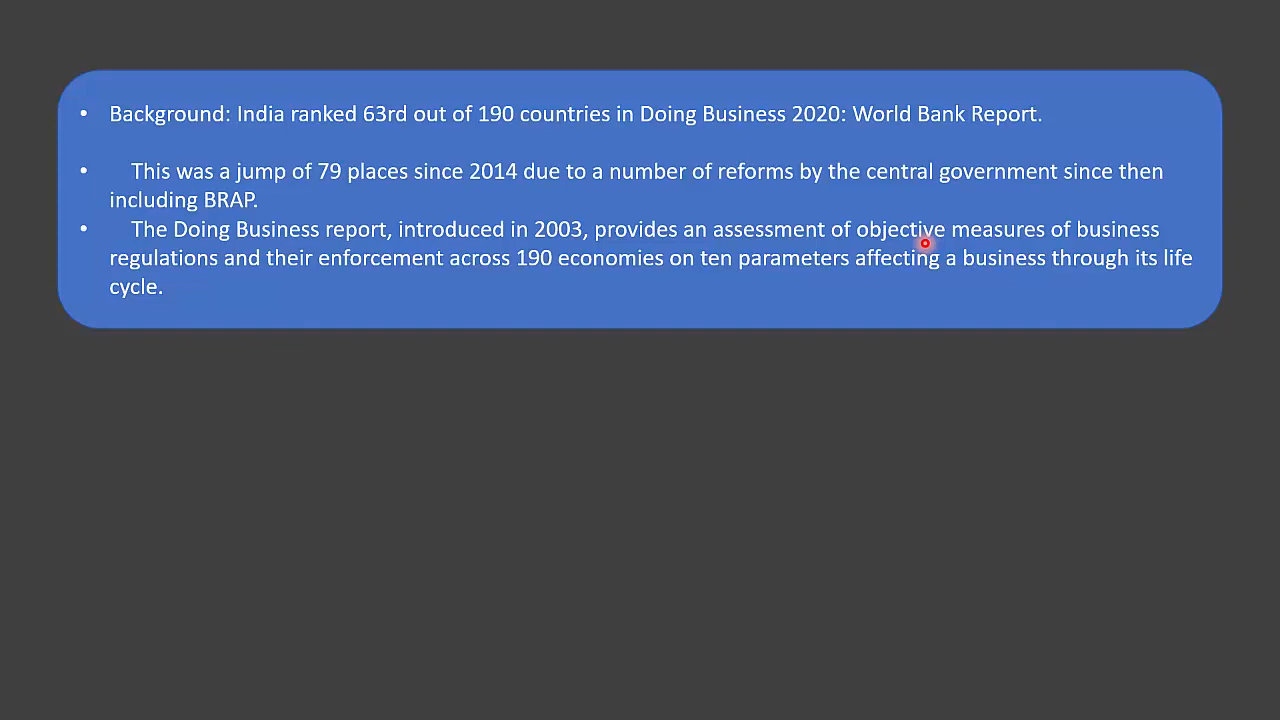 • Background: India ranked 63rd out of 190 countries in Doing Business 2020: World Bank Report.
• This was a jump of 79 places since 2014 due to a number of reforms by the central government since then
including BRAP.
• The Doing Business report, introduced in 2003, provides an assessment of objective measures of business
regulations and their enforcement across 190 economies on ten parameters affecting a business through its life
cycle.